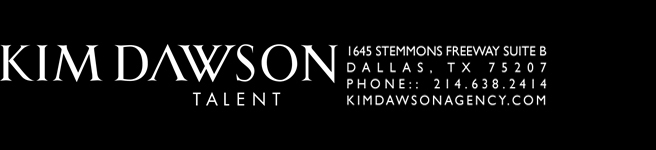 KIM DAWSON
TALENT
1645 STEMMONS FREEWAY SUITE B
DALLAS, TX 75207
PHONE:: 214.638.2414
KIMDAWSONAGENCY.COM